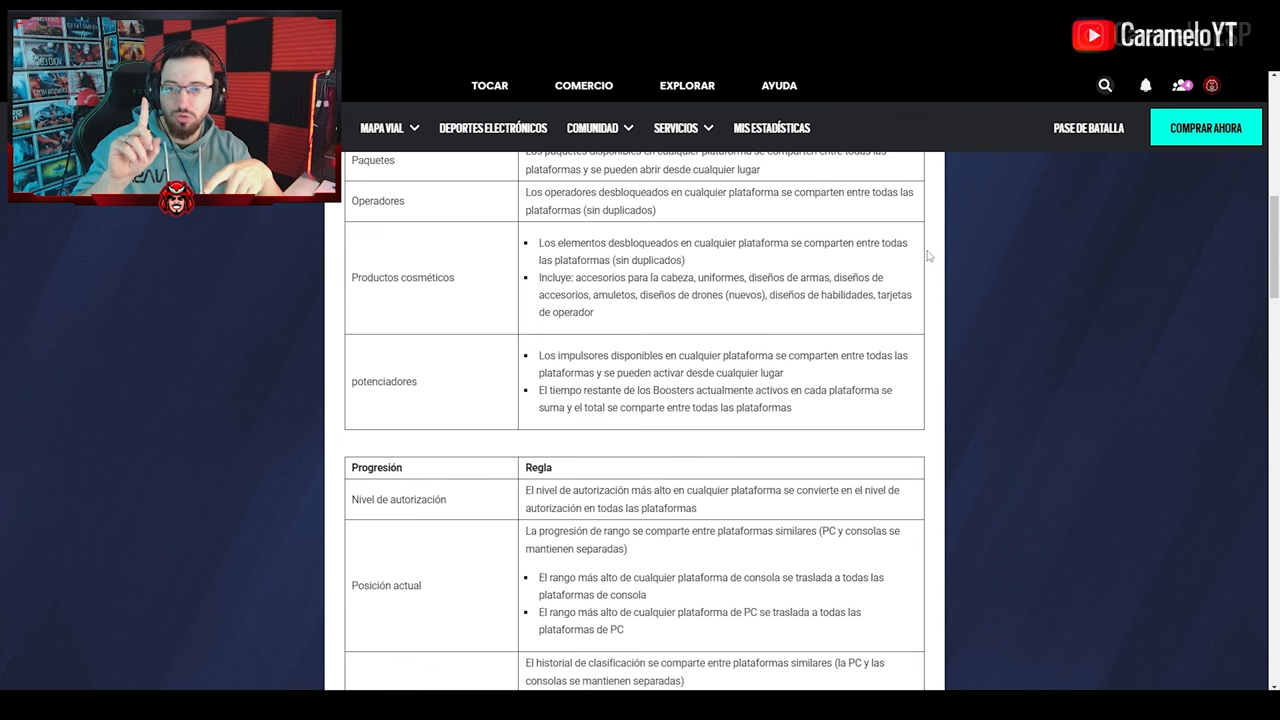 CarameloYT
TOCAR COMERCIO EXPLORAR AYUDA
MAPA VIAL DEPORTES ELECTRÓNICOS COMUNIDAD SERVICIOS MIS ESTADÍSTICAS PASE DE BATALLA COMPRAR AHORA
Paquetes
Los paquetes disponibles en cualquier plataforma se comparten entre todas las
plataformas y se pueden abrir desde cualquier lugar
Operadores
Los operadores desbloqueados en cualquier plataforma se comparten entre todas las
plataformas (sin duplicados)
Productos cosméticos
Los elementos desbloqueados en cualquier plataforma se comparten entre todas
las plataformas (sin duplicados)
Incluye: accesorios para la cabeza, uniformes, diseños de armas, diseños de
accesorios, amuletos, diseños de drones (nuevos), diseños de habilidades, tarjetas
de operador
potenciadores
Los impulsores disponibles en cualquier plataforma se comparten entre todas las
plataformas y se pueden activar desde cualquier lugar
El tiempo restante de los Boosters actualmente activos en cada plataforma se
suma y el total se comparte entre todas las plataformas
Progresión Regla
Nivel de autorización
El nivel de autorización más alto en cualquier plataforma se convierte en el nivel de
autorización en todas las plataformas
Posición actual
La progresión de rango se comparte entre plataformas similares (PC y consolas se
mantienen separadas)
El rango más alto de cualquier plataforma de consola se traslada a todas las
plataformas de consola
El rango más alto de cualquier plataforma de PC se traslada a todas las
plataformas de PC
El historial de clasificación se comparte entre plataformas similares (la PC y las
consolas se mantienen separadas)